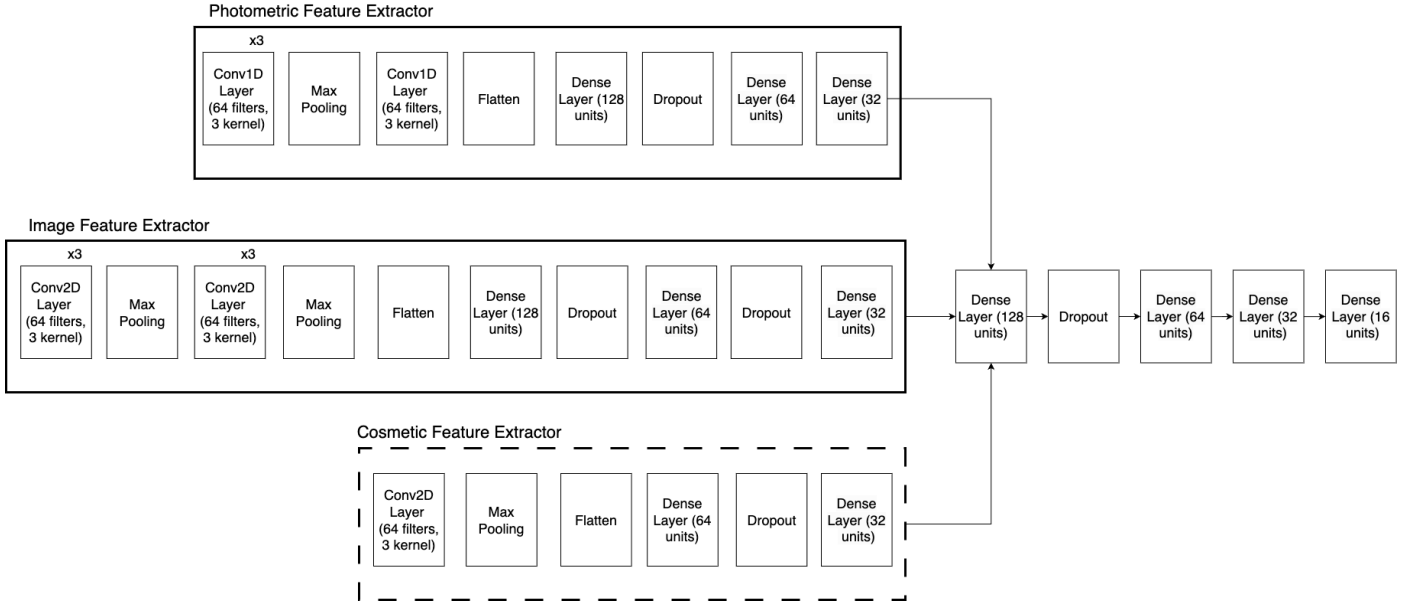 Photometric Feature Extractor
x3
Conv1D
Layer
(64 filters,
3 kernel)
Max
Pooling
Conv1D
Layer
(64 filters,
3 kernel)
Flatten
Dense
Layer (128
units)
Dropout
Dense
Layer (64
units)
Dense
Layer (32
units)
Image Feature Extractor
x3
Conv2D
Layer
(64 filters,
3 kernel)
Max
Pooling
x3
Conv2D
Layer
(64 filters,
3 kernel)
Max
Pooling
Flatten
Dense
Layer (128
units)
Dropout
Dense
Layer (64
units)
Dropout
Dense
Layer (32
units)
Dense
Layer (128
units)
Dropout
Dense
Layer (64
units)
Dense
Layer (32
units)
Dense
Layer (16
units)
Cosmetic Feature Extractor
Conv2D
Layer
(64 filters,
3 kernel)
Max
Pooling
Flatten
Dense
Layer (64
units)
Dropout
Dense
Layer (32
units)